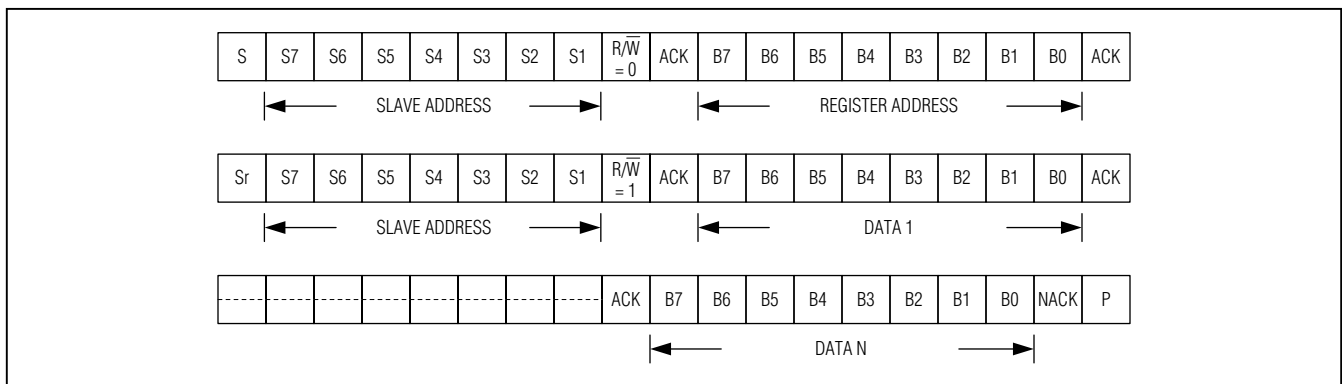 S S7 S6 S5 S4 S3 S2 S1 R/W̅ = 0 ACK B7 B6 B5 B4 B3 B2 B1 B0 ACK
SLAVE ADDRESS REGISTER ADDRESS
Sr S7 S6 S5 S4 S3 S2 S1 R/W̅ = 1 ACK B7 B6 B5 B4 B3 B2 B1 B0 ACK
SLAVE ADDRESS DATA 1
ACK B7 B6 B5 B4 B3 B2 B1 B0 NACK P
DATA N